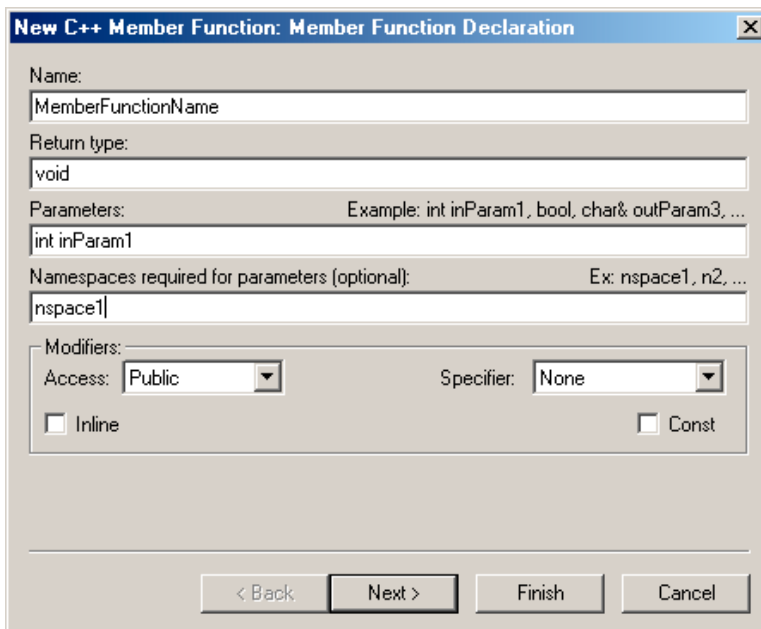 New C++ Member Function: Member Function Declaration
Name:
MemberFunctionName
Return type:
void
Parameters: Example: int inParam1, bool, char& outParam3, ...
int inParam1
Namespaces required for parameters (optional): Ex: nspace1, n2, ...
nspace1
Modifiers:
Access: Public Specifier: None
Inline Const
< Back Next > Finish Cancel